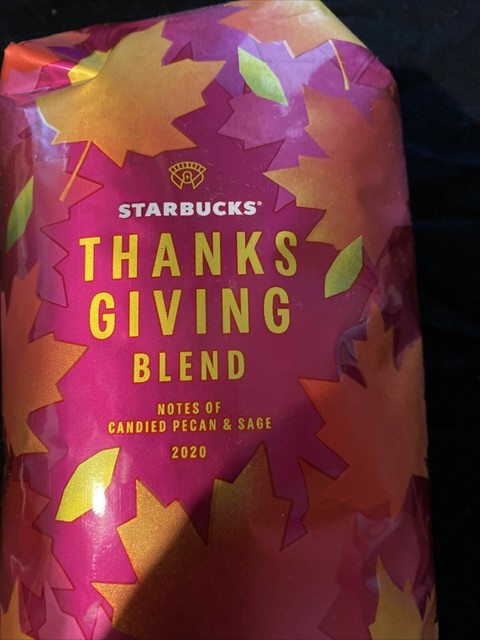 STARBUCKS®
THANKS
GIVING
BLEND
NOTES OF
CANDIED PECAN & SAGE
2020